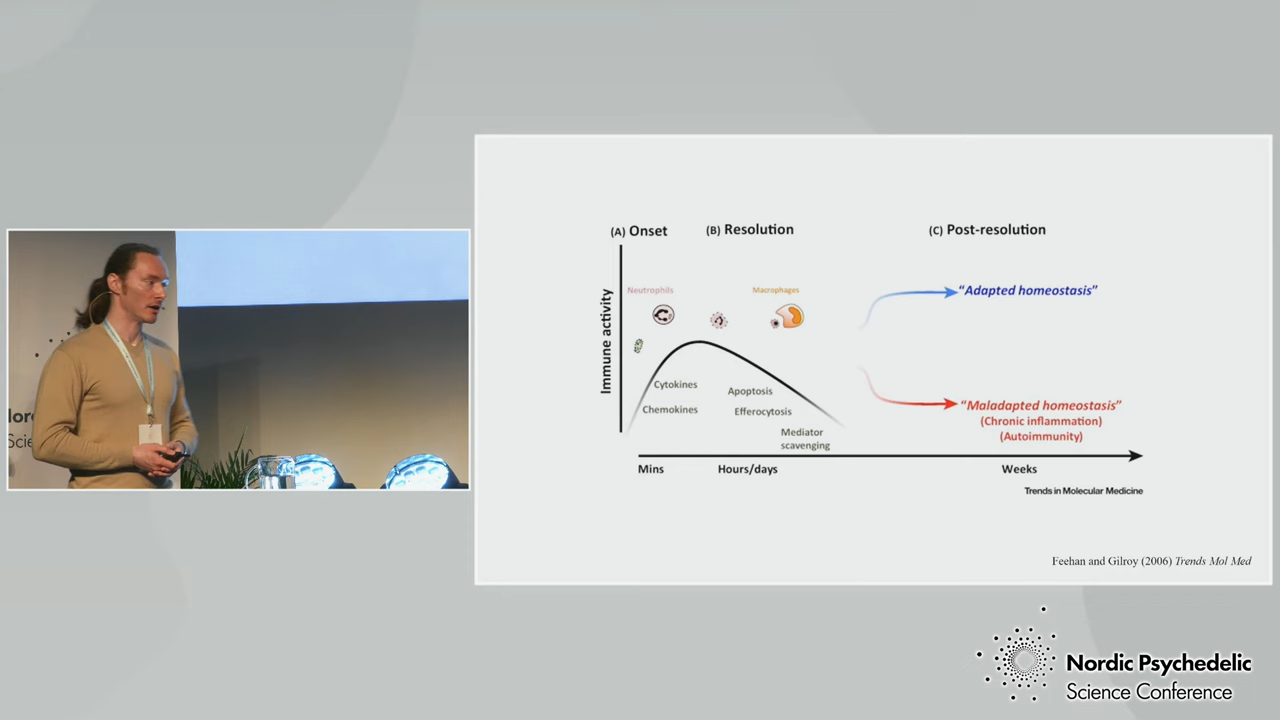 (A) Onset
(B) Resolution
(C) Post-resolution
Immune activity
Neutrophils
Macrophages
"Adapted homeostasis"
Cytokines
Apoptosis
Chemokines
Efferocytosis
Mediator
scavenging
"Maladapted homeostasis"
(Chronic inflammation)
(Autoimmunity)
Mins
Hours/days
Weeks
Trends in Molecular Medicine
Feehan and Gilroy (2006) Trends Mol Med
Nordic Psychedelic
Science Conference